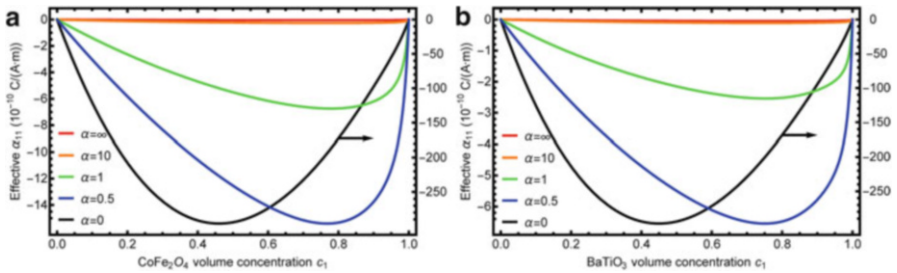 a
Effective α₁₁ (10⁻¹⁰ C/(A·m))
0
−2
−4
−6
−8
−10
−12
−14
0
−50
−100
−150
−200
−250
α=∞
α=10
α=1
α=0.5
α=0
0.0 0.2 0.4 0.6 0.8 1.0
CoFe₂O₄ volume concentration c₁
b
Effective α₁₁ (10⁻¹⁰ C/(A·m))
0
−1
−2
−3
−4
−5
−6
0
−50
−100
−150
−200
−250
α=∞
α=10
α=1
α=0.5
α=0
0.0 0.2 0.4 0.6 0.8 1.0
BaTiO₃ volume concentration c₁